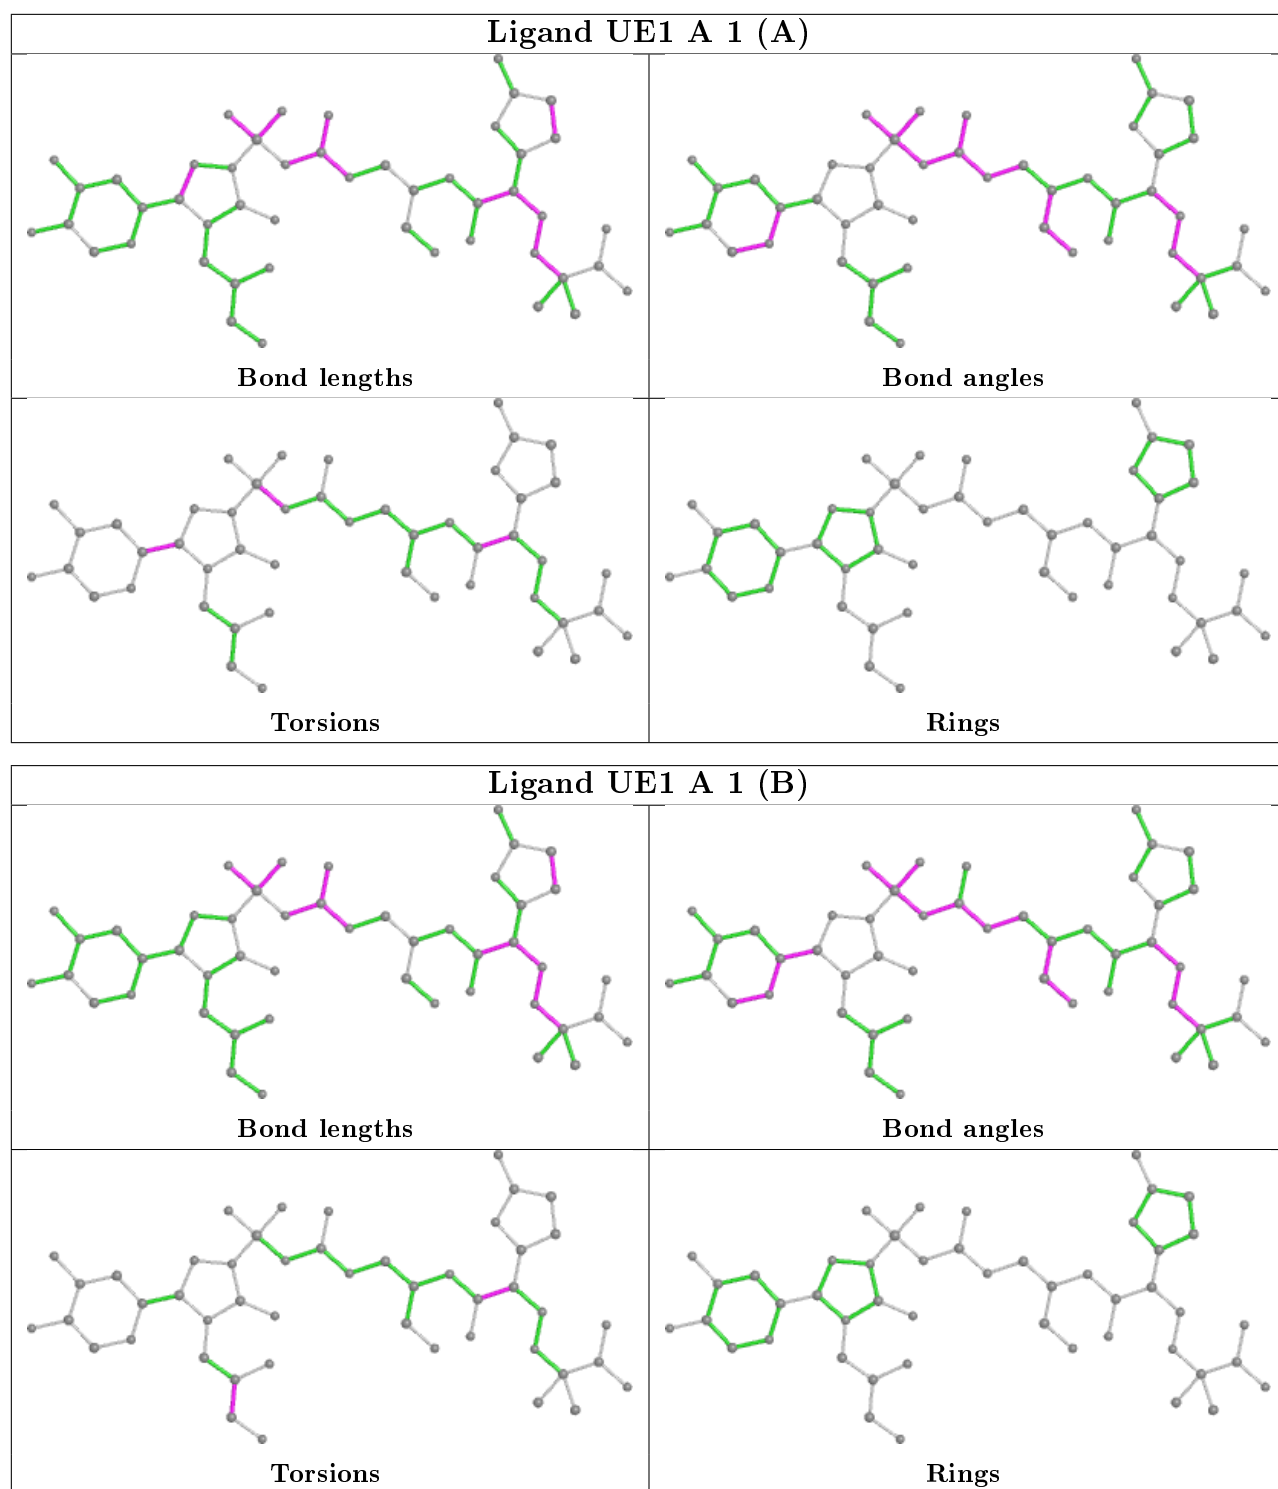 Ligand UE1 A 1 (A)
Bond lengths
Bond angles
Torsions
Rings
Ligand UE1 A 1 (B)
Bond lengths
Bond angles
Torsions
Rings